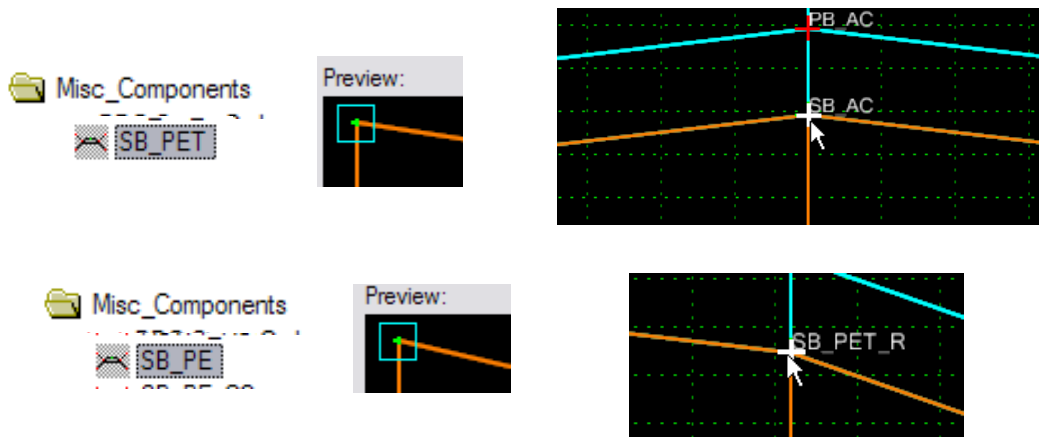 PB_AC
Misc_Components
Preview:
SB_PET
SB_AC
Misc_Components
Preview:
SB_PE
SB_PET_R